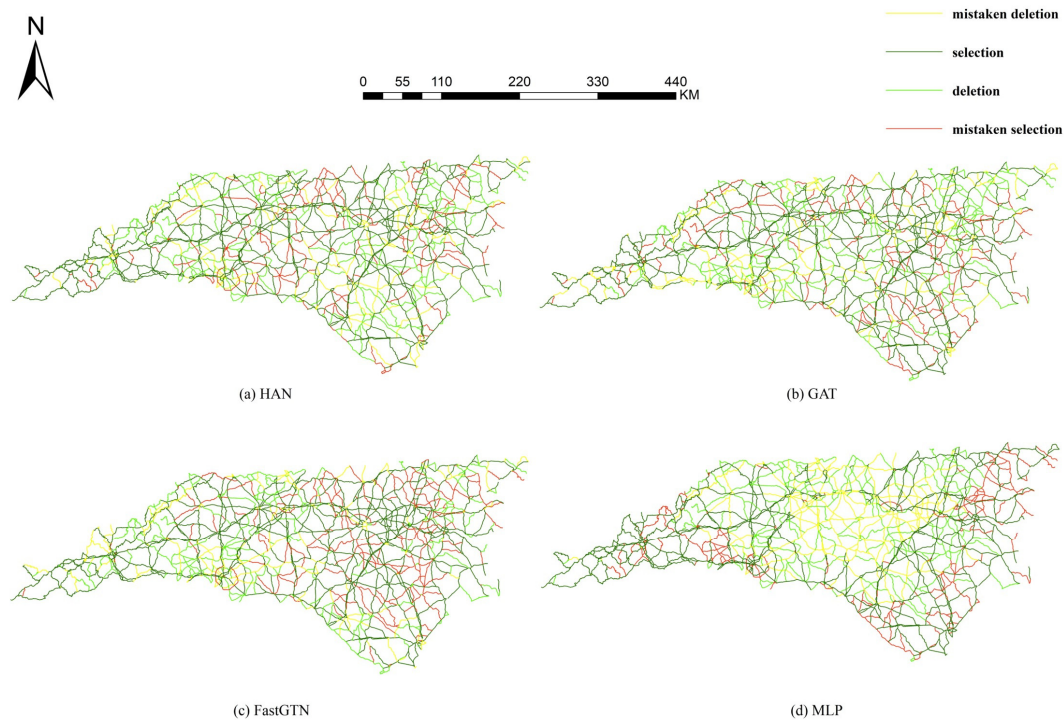 N
0 55 110 220 330 440
KM
mistaken deletion
selection
deletion
mistaken selection
(a) HAN
(b) GAT
(c) FastGTN
(d) MLP